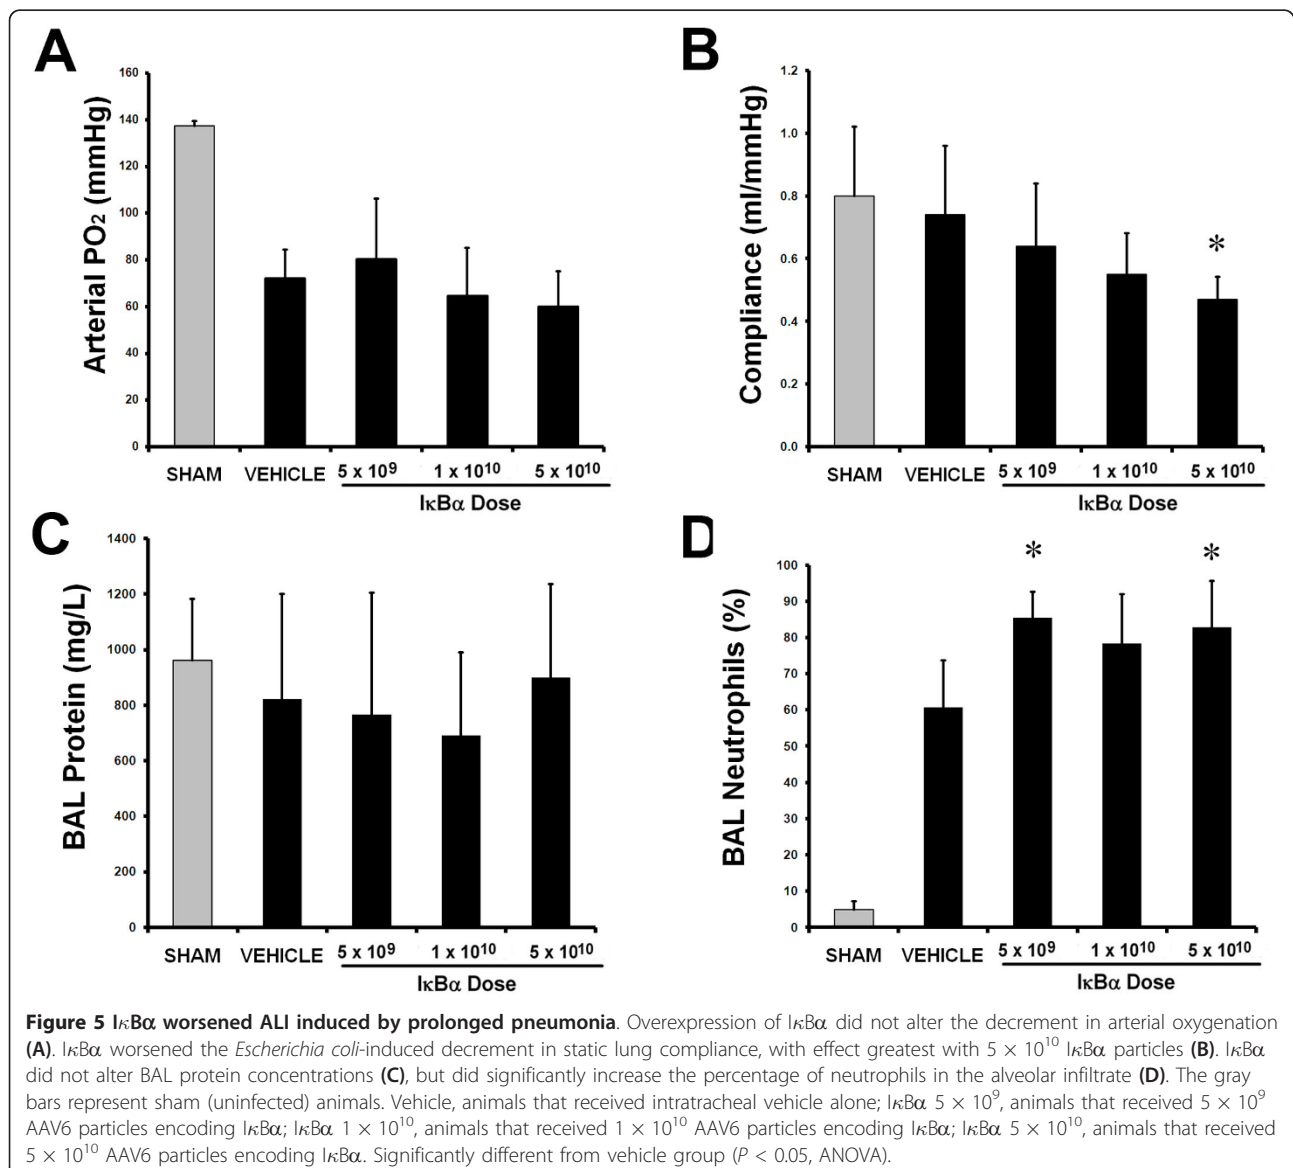 A
160
140
120
100
80
60
40
20
0
Arterial PO₂ (mmHg)
SHAM
VEHICLE
5 x 10⁹
1 x 10¹⁰
5 x 10¹⁰
IκBα Dose
B
1.2
1.0
0.8
0.6
0.4
0.2
0.0
Compliance (ml/mmHg)
*
SHAM
VEHICLE
5 x 10⁹
1 x 10¹⁰
5 x 10¹⁰
IκBα Dose
C
1400
1200
1000
800
600
400
200
0
BAL Protein (mg/L)
SHAM
VEHICLE
5 x 10⁹
1 x 10¹⁰
5 x 10¹⁰
IκBα Dose
D
100
90
80
70
60
50
40
30
20
10
0
BAL Neutrophils (%)
*
*
SHAM
VEHICLE
5 x 10⁹
1 x 10¹⁰
5 x 10¹⁰
IκBα Dose
Figure 5 IκBα worsened ALI induced by prolonged pneumonia. Overexpression of IκBα did not alter the decrement in arterial oxygenation
(A). IκBα worsened the Escherichia coli-induced decrement in static lung compliance, with effect greatest with 5 × 10¹⁰ IκBα particles (B). IκBα
did not alter BAL protein concentrations (C), but did significantly increase the percentage of neutrophils in the alveolar infiltrate (D). The gray
bars represent sham (uninfected) animals. Vehicle, animals that received intratracheal vehicle alone; IκBα 5 × 10⁹, animals that received 5 × 10⁹
AAV6 particles encoding IκBα; IκBα 1 × 10¹⁰, animals that received 1 × 10¹⁰ AAV6 particles encoding IκBα; IκBα 5 × 10¹⁰, animals that received
5 × 10¹⁰ AAV6 particles encoding IκBα. Significantly different from vehicle group (P < 0.05, ANOVA).